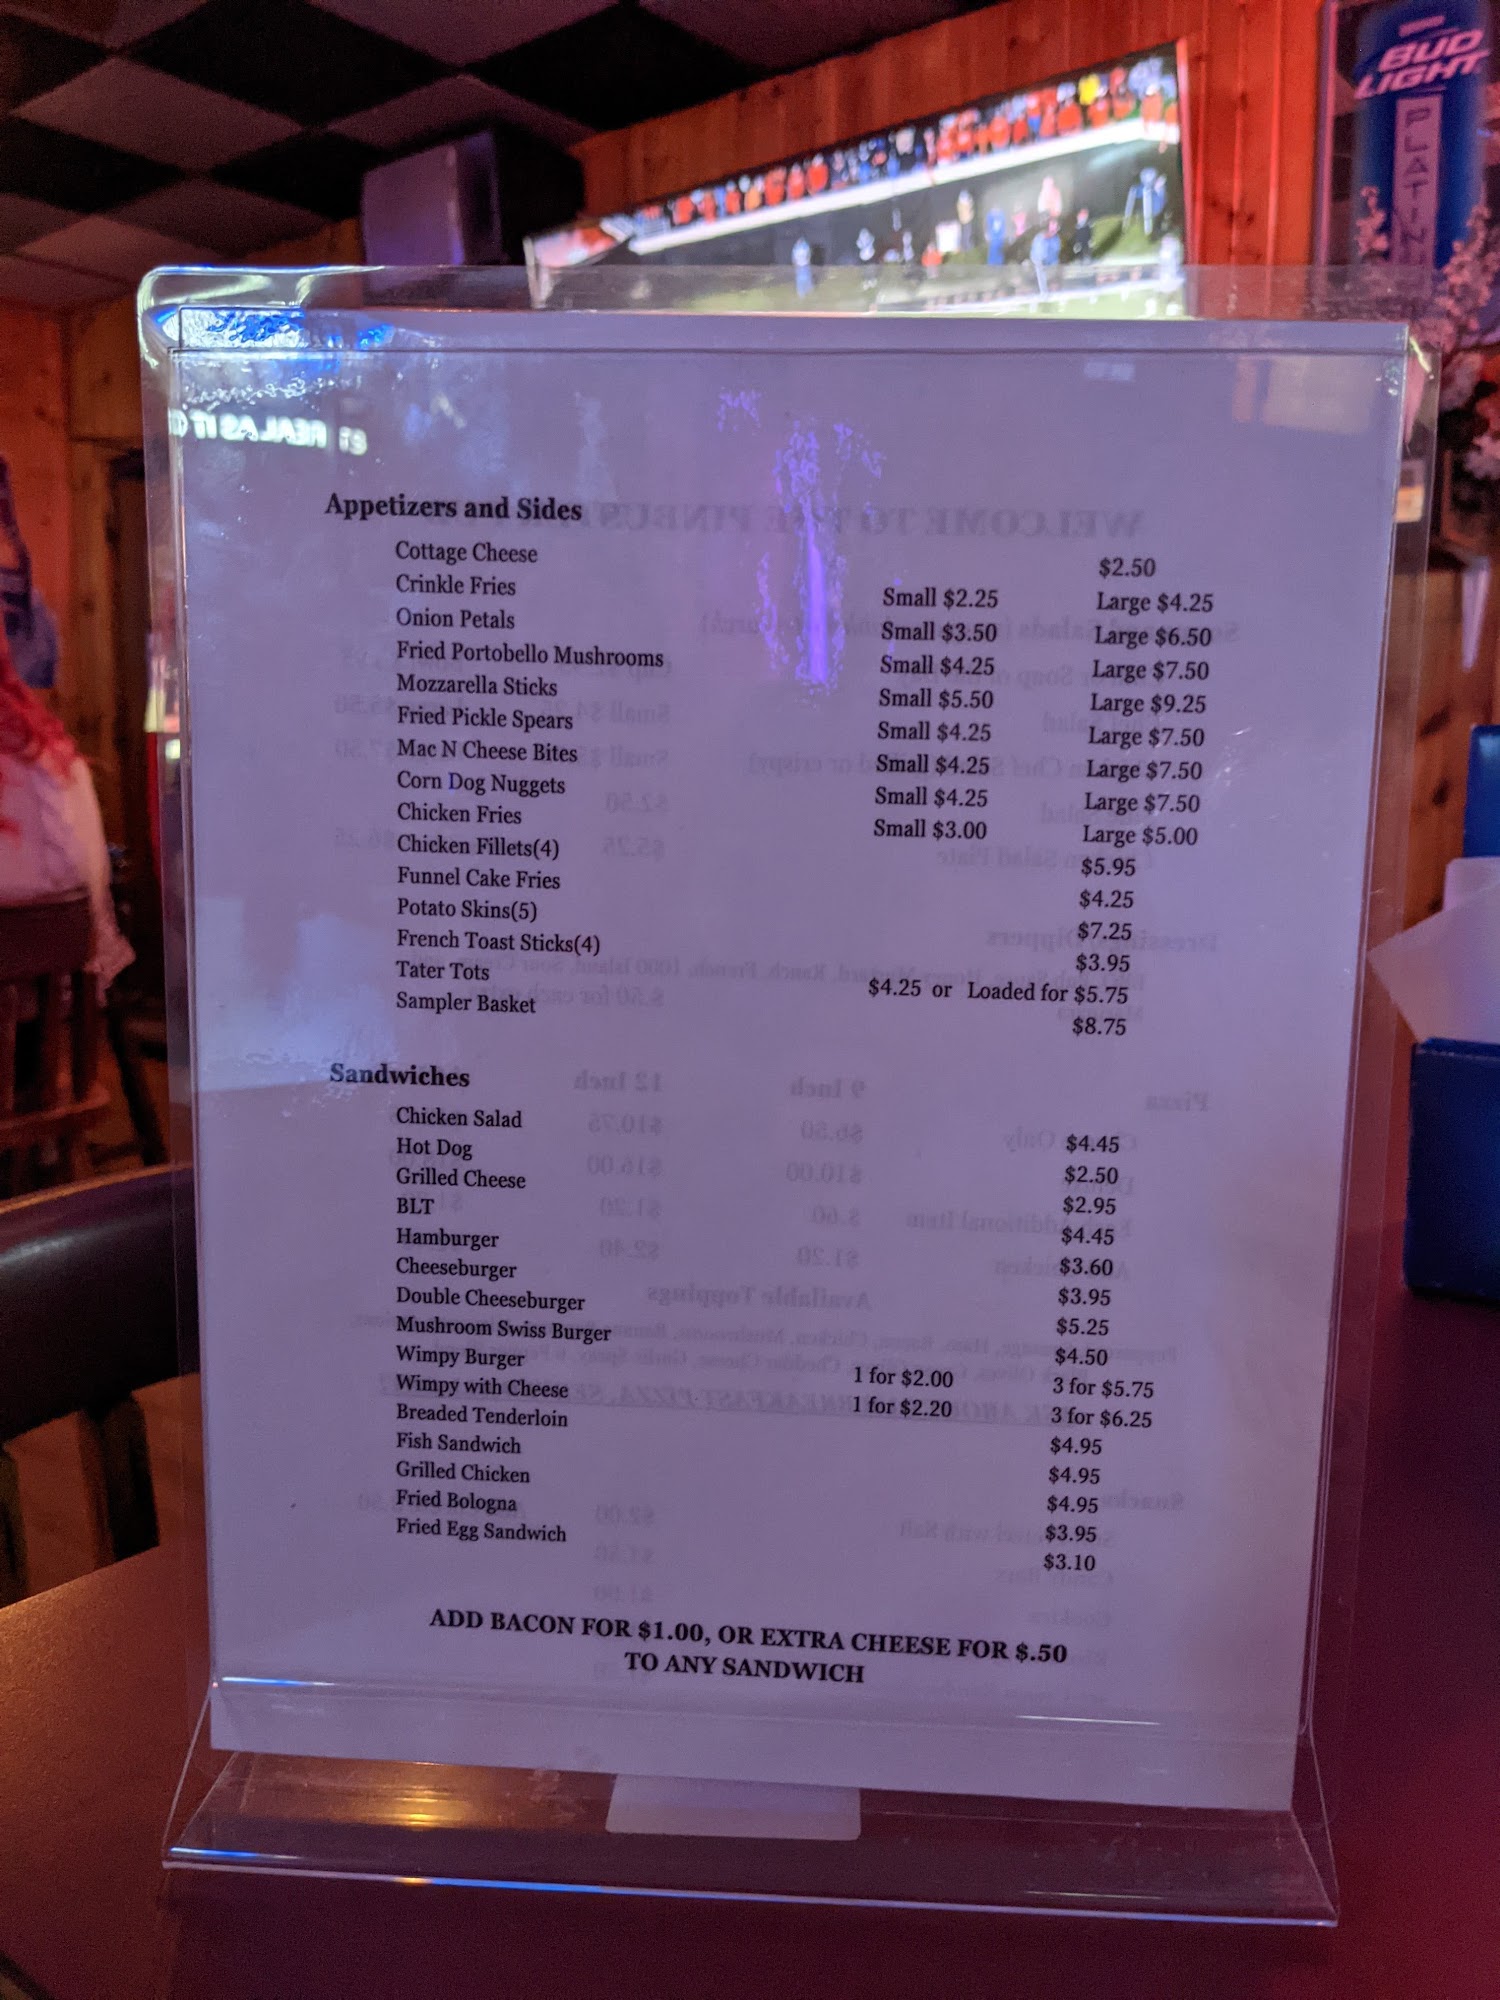 BUD
LIGHT
PLATIN
Appetizers and Sides
Cottage Cheese $2.50
Crinkle Fries Small $2.25 Large $4.25
Onion Petals Small $3.50 Large $6.50
Fried Portobello Mushrooms Small $4.25 Large $7.50
Mozzarella Sticks Small $5.50 Large $9.25
Fried Pickle Spears Small $4.25 Large $7.50
Mac N Cheese Bites Small $4.25 Large $7.50
Corn Dog Nuggets Small $4.25 Large $7.50
Chicken Fries Small $3.00 Large $5.00
Chicken Fillets(4) $5.95
Funnel Cake Fries $4.25
Potato Skins(5) $7.25
French Toast Sticks(4) $3.95
Tater Tots $4.25 or Loaded for $5.75
Sampler Basket $8.75
Sandwiches
Chicken Salad $4.45
Hot Dog $2.50
Grilled Cheese $2.95
BLT $4.45
Hamburger $3.60
Cheeseburger $3.95
Double Cheeseburger $5.25
Mushroom Swiss Burger $4.50
Wimpy Burger 1 for $2.00 3 for $5.75
Wimpy with Cheese 1 for $2.20 3 for $6.25
Breaded Tenderloin $4.95
Fish Sandwich $4.95
Grilled Chicken $4.95
Fried Bologna $3.95
Fried Egg Sandwich $3.10
ADD BACON FOR $1.00, OR EXTRA CHEESE FOR $.50
TO ANY SANDWICH